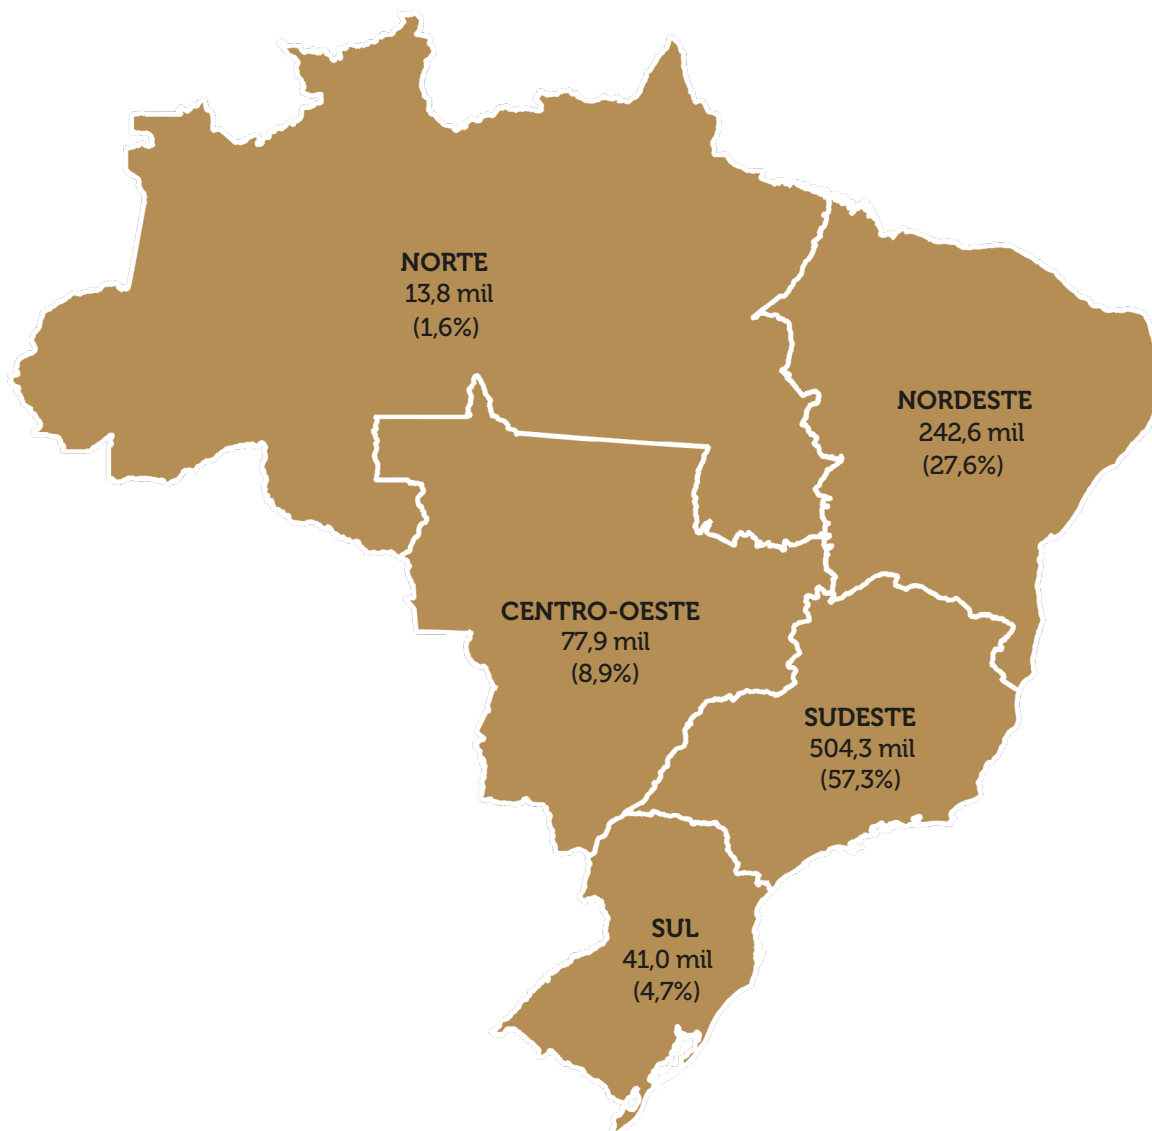 NORTE
13,8 mil
(1,6%)
NORDESTE
242,6 mil
(27,6%)
CENTRO-OESTE
77,9 mil
(8,9%)
SUDESTE
504,3 mil
(57,3%)
SUL
41,0 mil
(4,7%)